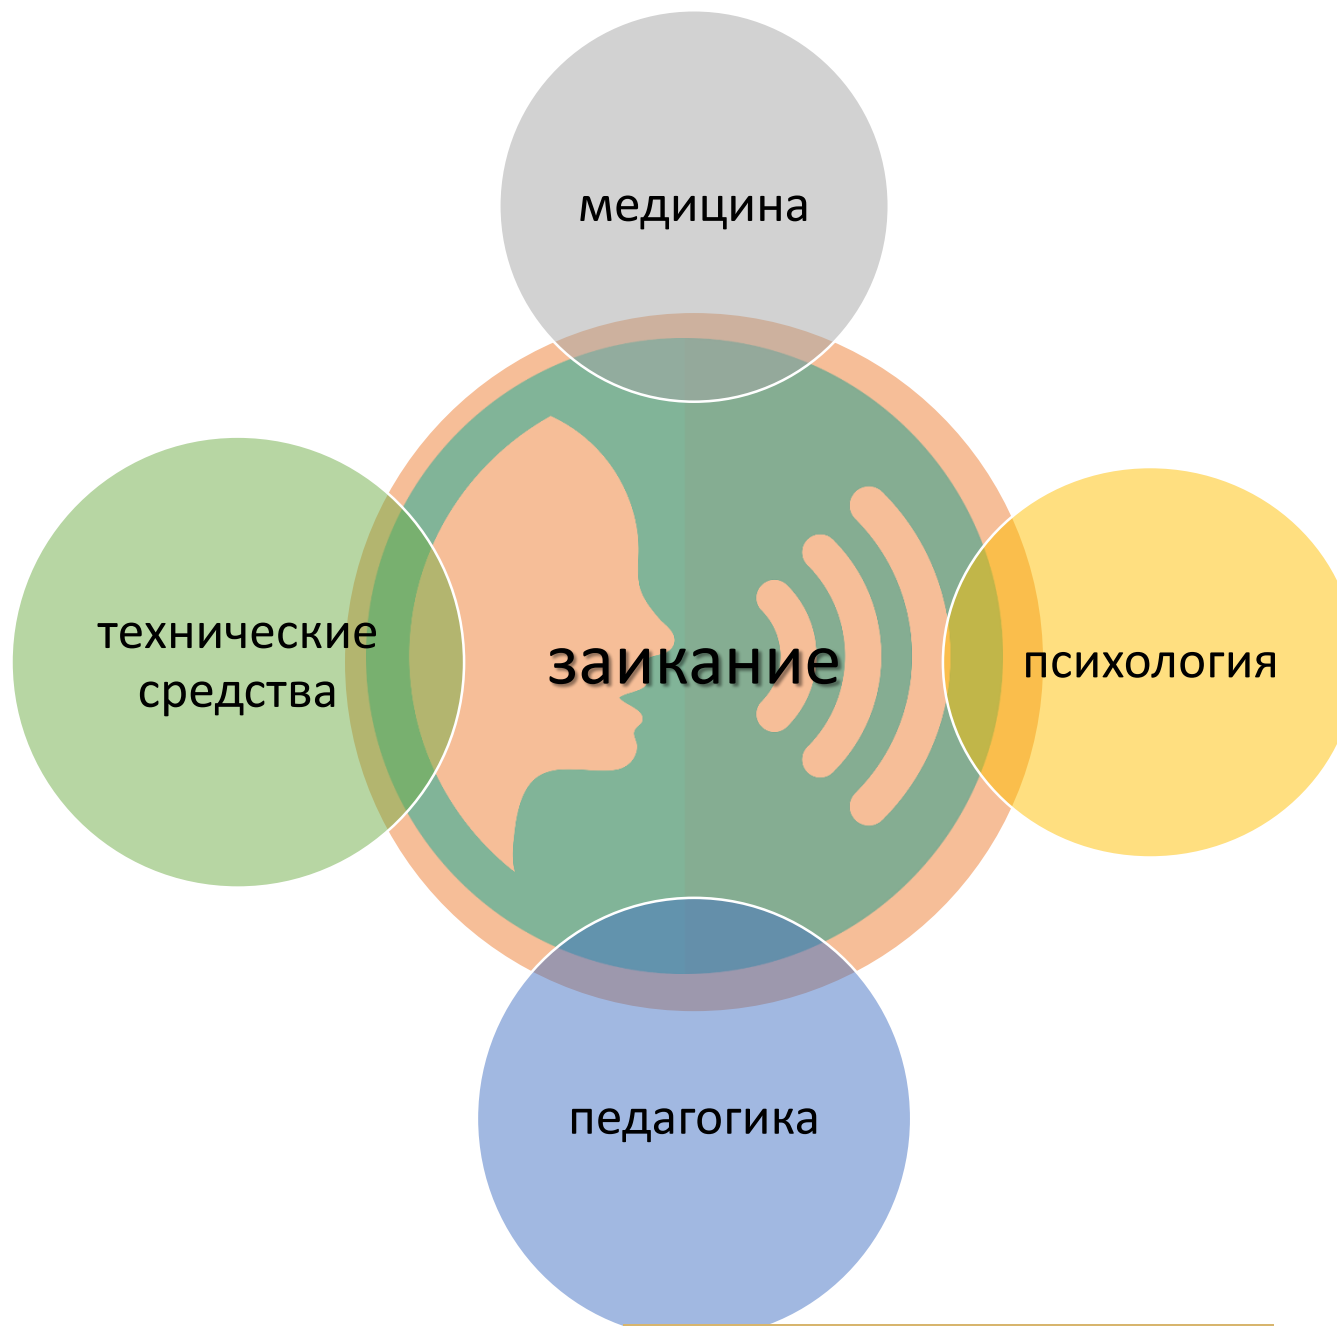 медицина
технические
средства
заикание
психология
педагогика